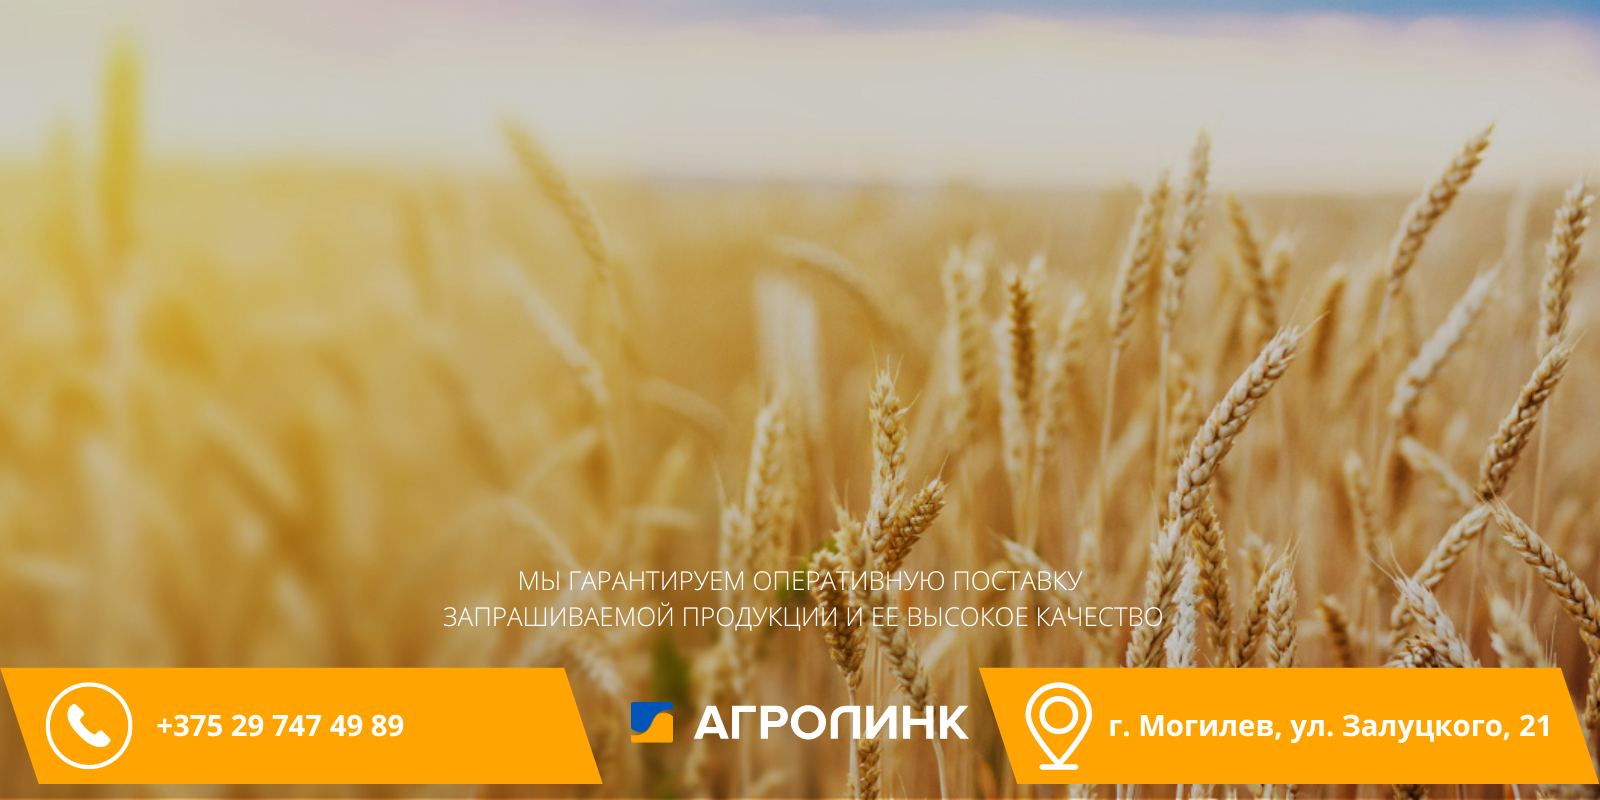 МЫ ГАРАНТИРУЕМ ОПЕРАТИВНУЮ ПОСТАВКУ
ЗАПРАШИВАЕМОЙ ПРОДУКЦИИ И ЕЕ ВЫСОКОЕ КАЧЕСТВО
+375 29 747 49 89
АГРОЛИНК
г. Могилев, ул. Залуцкого, 21